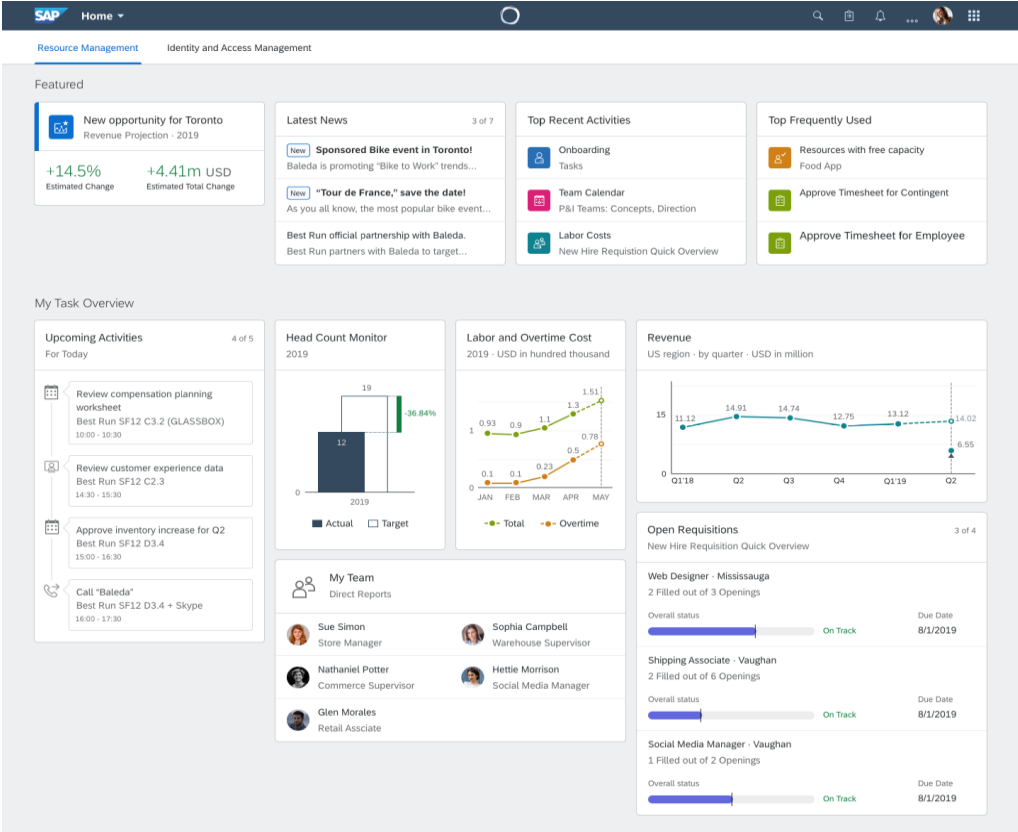 SAP Home
Resource Management Identity and Access Management
Featured
New opportunity for Toronto
Revenue Projection · 2019
+14.5%
Estimated Change
+4.41m USD
Estimated Total Change
Latest News 3 of 7
New Sponsored Bike event in Toronto!
Baleda is promoting “Bike to Work” trends...
New “Tour de France,” save the date!
As you all know, the most popular bike event...
Best Run official partnership with Baleda.
Best Run partners with Baleda to target...
Top Recent Activities
Onboarding
Tasks
Team Calendar
P&I Teams: Concepts, Direction
Labor Costs
New Hire Requistion Quick Overview
Top Frequently Used
Resources with free capacity
Food App
Approve Timesheet for Contingent
Approve Timesheet for Employee
My Task Overview
Upcoming Activities 4 of 5
For Today
Review compensation planning
worksheet
Best Run SF12 C3.2 (GLASSBOX)
10:00 - 10:30
Review customer experience data
Best Run SF12 C2.3
14:30 - 15:30
Approve inventory increase for Q2
Best Run SF12 D3.4
15:00 - 16:30
Call “Baleda”
Best Run SF12 D3.4 + Skype
16:00 - 17:30
Head Count Monitor
2019
19
-36.84%
12
0
2019
Actual Target
Labor and Overtime Cost
2019 · USD in hundred thousand
1.51
1.3
1.1
0.93 0.9
1
0.78
0.5
0.23
0.1 0.1
0
JAN FEB MAR APR MAY
Total Overtime
Revenue
US region · by quarter · USD in million
15
11.12 14.91 14.74 12.75 13.12 14.02
6.55
0
Q1'18 Q2 Q3 Q4 Q1'19 Q2
My Team
Direct Reports
Sue Simon
Store Manager
Sophia Campbell
Warehouse Supervisor
Nathaniel Potter
Commerce Supervisor
Hettie Morrison
Social Media Manager
Glen Morales
Retail Assciate
Open Requisitions 3 of 4
New Hire Requisition Quick Overview
Web Designer · Mississauga
2 Filled out of 3 Openings
Overall status Due Date
On Track 8/1/2019
Shipping Associate · Vaughan
2 Filled out of 6 Openings
Overall status Due Date
On Track 8/1/2019
Social Media Manager · Vaughan
1 Filled out of 2 Openings
Overall status Due Date
On Track 8/1/2019